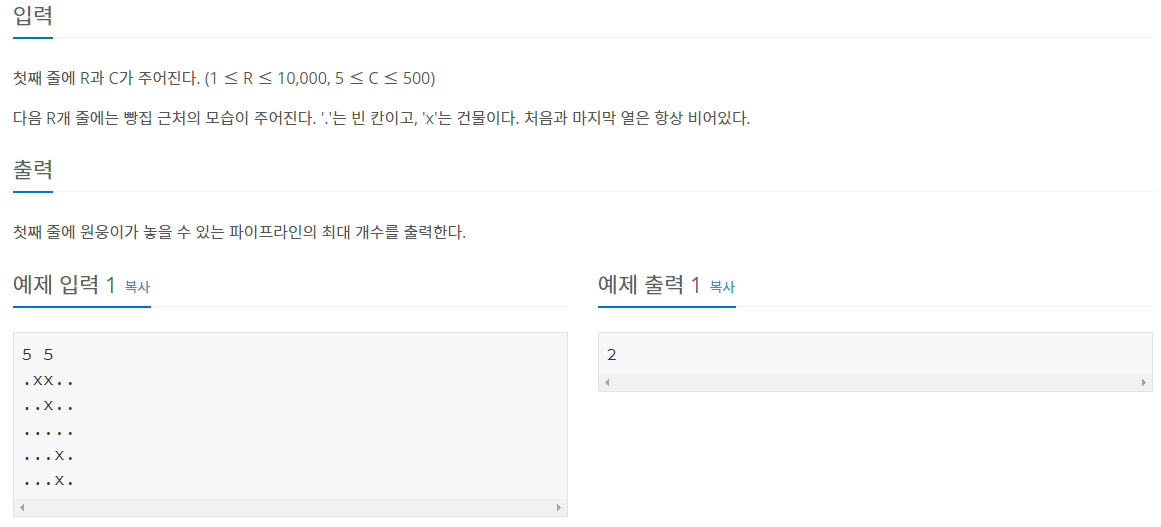 입력
첫째 줄에 R과 C가 주어진다. (1 ≤ R ≤ 10,000, 5 ≤ C ≤ 500)
다음 R개 줄에는 빵집 근처의 모습이 주어진다. '.'는 빈 칸이고, 'x'는 건물이다. 처음과 마지막 열은 항상 비어있다.
출력
첫째 줄에 원웅이가 놓을 수 있는 파이프라인의 최대 개수를 출력한다.
예제 입력 1 복사
5 5
.xx..
..x..
.....
...x.
...x.
예제 출력 1 복사
2